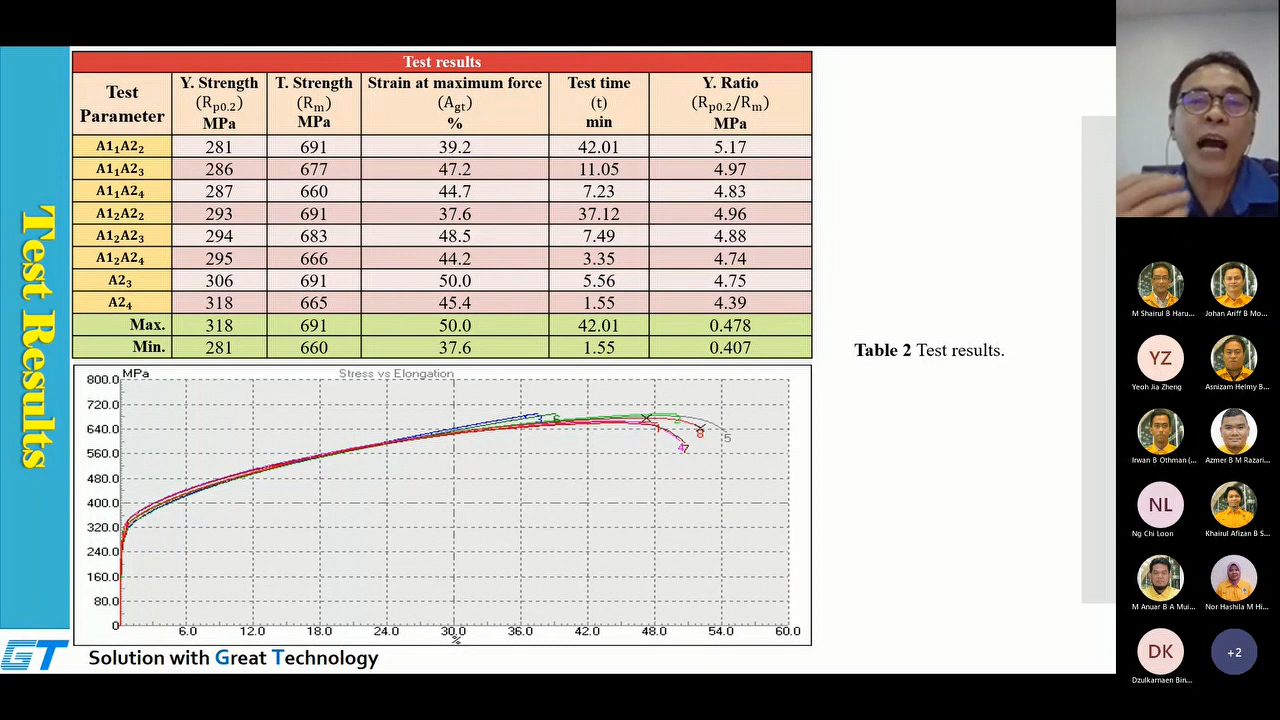 Test Results
Test results
Test Parameter
Y. Strength (Rp0.2) MPa
T. Strength (Rm) MPa
Strain at maximum force (Agt) %
Test time (t) min
Y. Ratio (Rp0.2/Rm) MPa
A1₁A2₂ 281 691 39.2 42.01 5.17
A1₁A2₃ 286 677 47.2 11.05 4.97
A1₁A2₄ 287 660 44.7 7.23 4.83
A1₂A2₂ 293 691 37.6 37.12 4.96
A1₂A2₃ 294 683 48.5 7.49 4.88
A1₂A2₄ 295 666 44.2 3.35 4.74
A2₃ 306 691 50.0 5.56 4.75
A2₄ 318 665 45.4 1.55 4.39
Max. 318 691 50.0 42.01 0.478
Min. 281 660 37.6 1.55 0.407
Table 2 Test results.
MPa
Stress vs Elongation
800.0
720.0
640.0
560.0
480.0
400.0
320.0
240.0
160.0
80.0
0
6.0 12.0 18.0 24.0 30.0 36.0 42.0 48.0 54.0 60.0
%
3 6 2 1 8 5 4 7
GT
Solution with Great Technology
M Shairul B Haru...
Johan Ariff B Mo...
YZ
Yeoh Jia Zheng
Asnizam Helmy B...
Irwan B Othman (...
Azmer B M Razari...
NL
Ng Chi Loon
Khairul Afizan B S...
M Anuar B A Mui...
Nor Hashila M Hi...
DK
Dzulkarnaen Bin...
+2